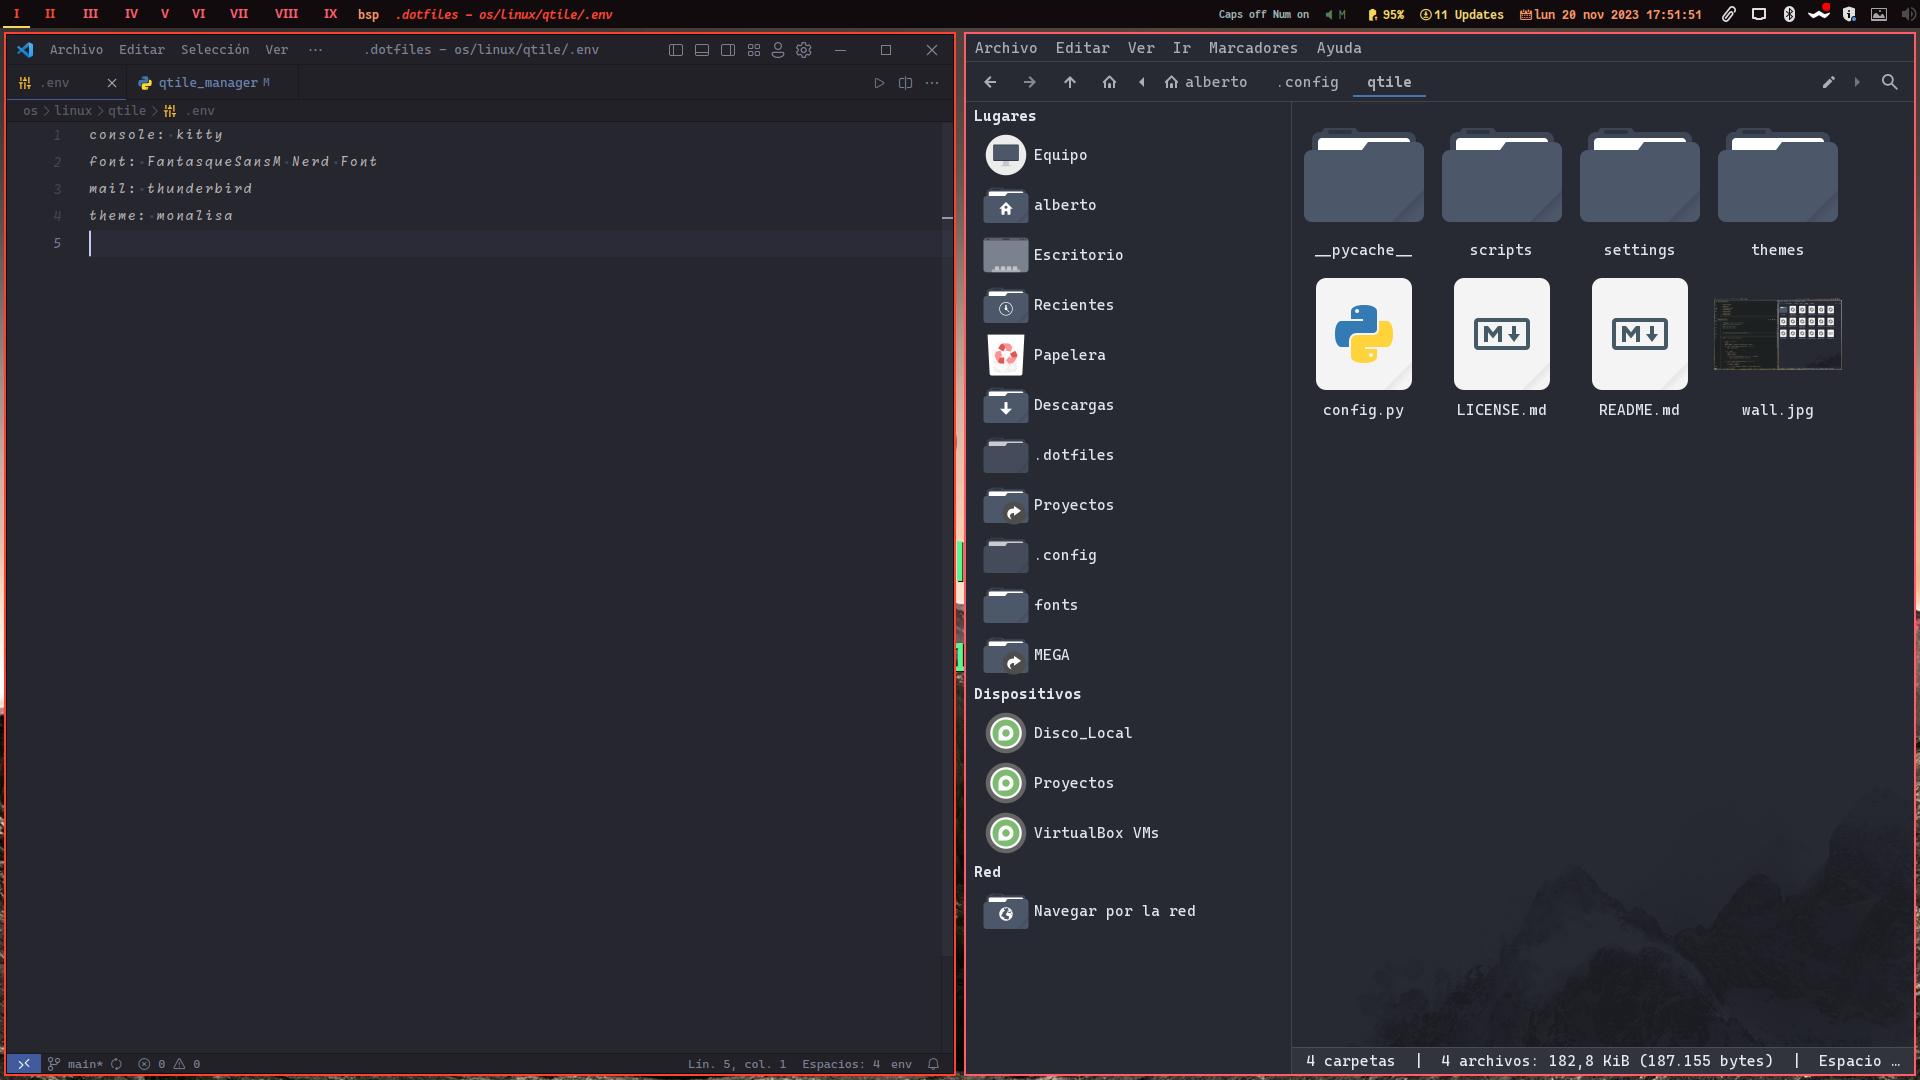 I II III IV V VI VII VIII IX bsp .dotfiles – os/linux/qtile/.env Caps off Num on M 95% 11 Updates lun 20 nov 2023 17:51:51
Archivo Editar Selección Ver ··· .dotfiles – os/linux/qtile/.env
.env qtile_manager M
os > linux > qtile > .env
1 console: kitty
2 font: FantasqueSansM Nerd Font
3 mail: thunderbird
4 theme: monalisa
5
main* 0 0 Lín. 5, col. 1 Espacios: 4 env
Archivo Editar Ver Ir Marcadores Ayuda
alberto .config qtile
Lugares
Equipo
alberto
Escritorio
Recientes
Papelera
Descargas
.dotfiles
Proyectos
.config
fonts
MEGA
Dispositivos
Disco_Local
Proyectos
VirtualBox VMs
Red
Navegar por la red
__pycache__ scripts settings themes
config.py LICENSE.md README.md wall.jpg
4 carpetas | 4 archivos: 182,8 KiB (187.155 bytes) | Espacio …